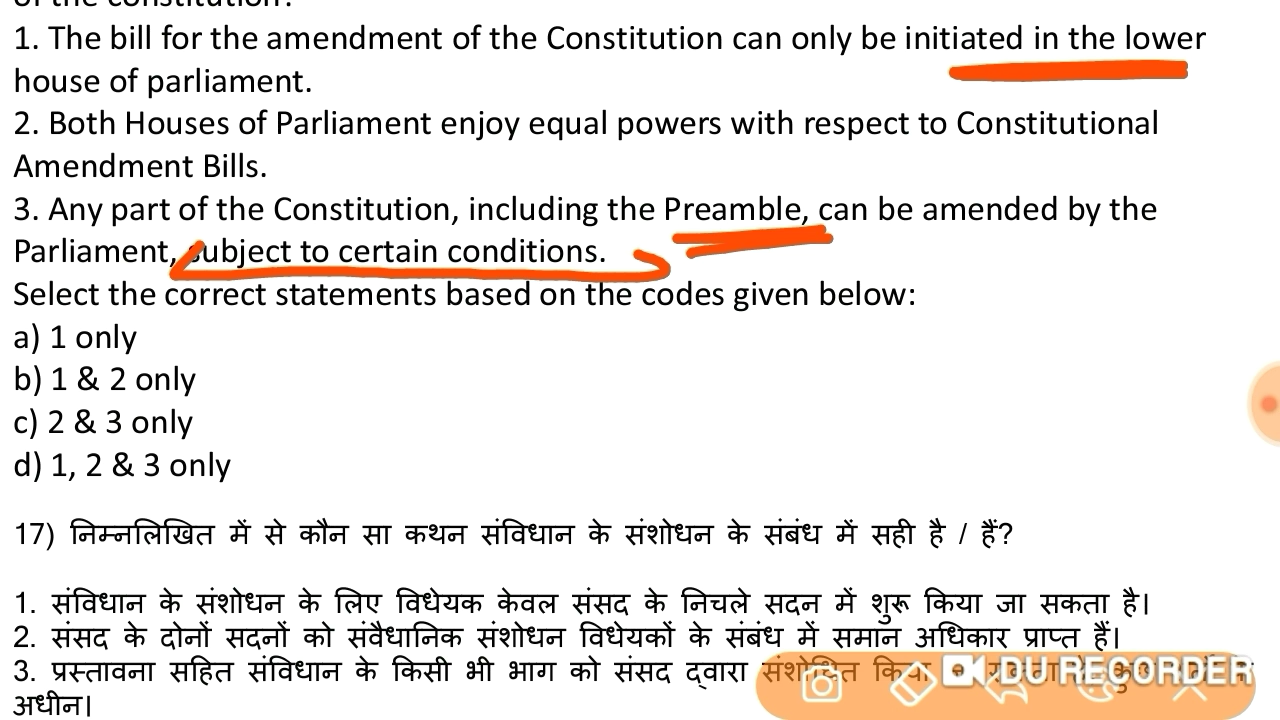 of the constitution?
1. The bill for the amendment of the Constitution can only be initiated in the lower
house of parliament.
2. Both Houses of Parliament enjoy equal powers with respect to Constitutional
Amendment Bills.
3. Any part of the Constitution, including the Preamble, can be amended by the
Parliament, subject to certain conditions.
Select the correct statements based on the codes given below:
a) 1 only
b) 1 & 2 only
c) 2 & 3 only
d) 1, 2 & 3 only
17) निम्नलिखित में से कौन सा कथन संविधान के संशोधन के संबंध में सही है / हैं?
1. संविधान के संशोधन के लिए विधेयक केवल संसद के निचले सदन में शुरू किया जा सकता है।
2. संसद के दोनों सदनों को संवैधानिक संशोधन विधेयकों के संबंध में समान अधिकार प्राप्त हैं।
3. प्रस्तावना सहित संविधान के किसी भी भाग को संसद द्वारा संशोधित किया
DU RECORDER
अधीन।